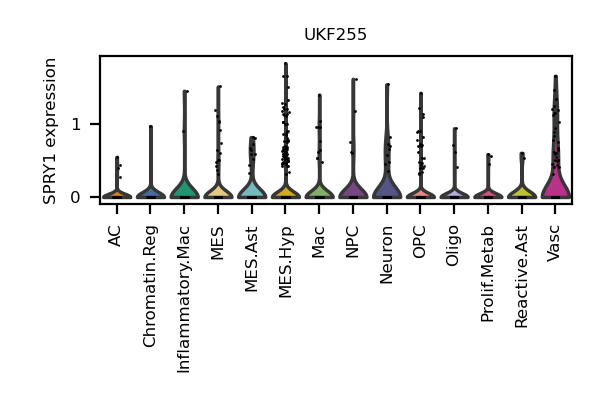 UKF255
SPRY1 expression
1
0
AC
Chromatin.Reg
Inflammatory.Mac
MES
MES.Ast
MES.Hyp
Mac
NPC
Neuron
OPC
Oligo
Prolif.Metab
Reactive.Ast
Vasc